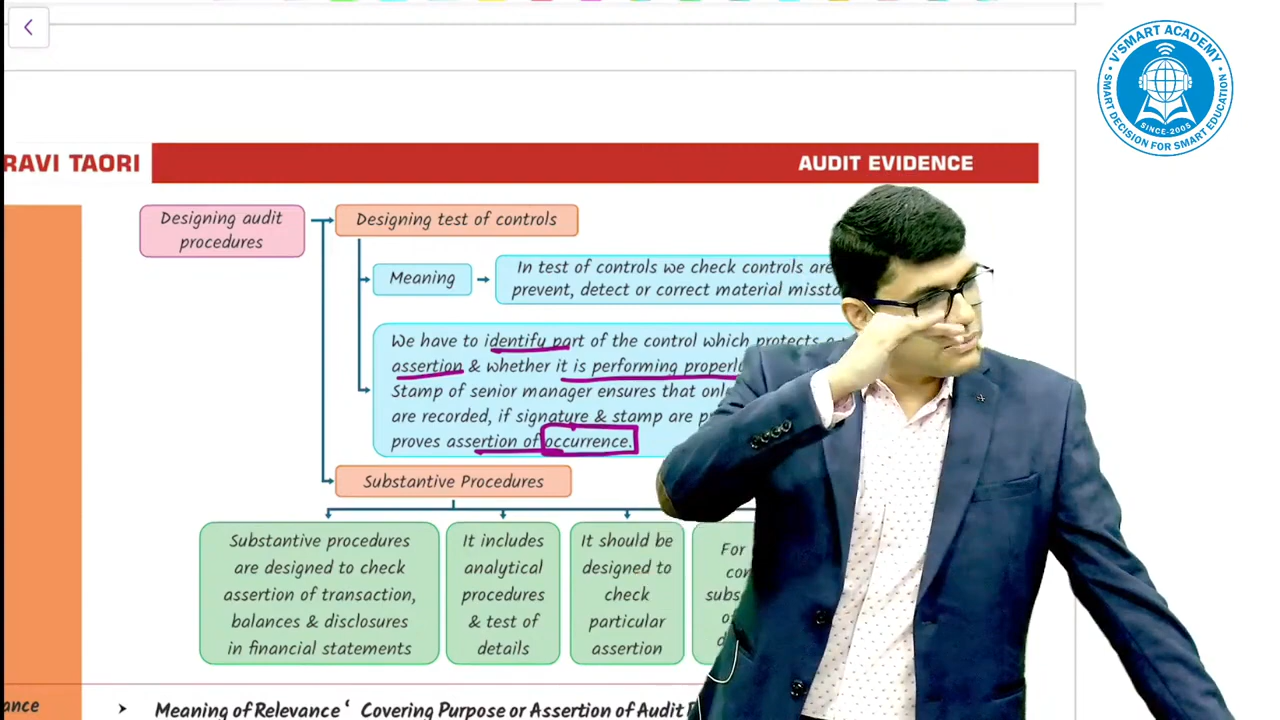 V'SMART ACADEMY
SMART DECISION FOR SMART EDUCATION
SINCE-2005
RAVI TAORI
AUDIT EVIDENCE
Designing audit
procedures
Designing test of controls
Meaning
In test of controls we check controls are
prevent, detect or correct material
We have to identify part of the control which protects
assertion & whether it is performing
Stamp of senior manager ensures that
are recorded, if signature & stamp are
proves assertion of occurrence.
Substantive Procedures
Substantive procedures
are designed to check
assertion of transaction,
balances & disclosures
in financial statements
It includes
analytical
procedures
& test of
details
It should be
designed to
check
particular
assertion
For
Meaning of Relevance‘ Covering Purpose or Assertion of Audit